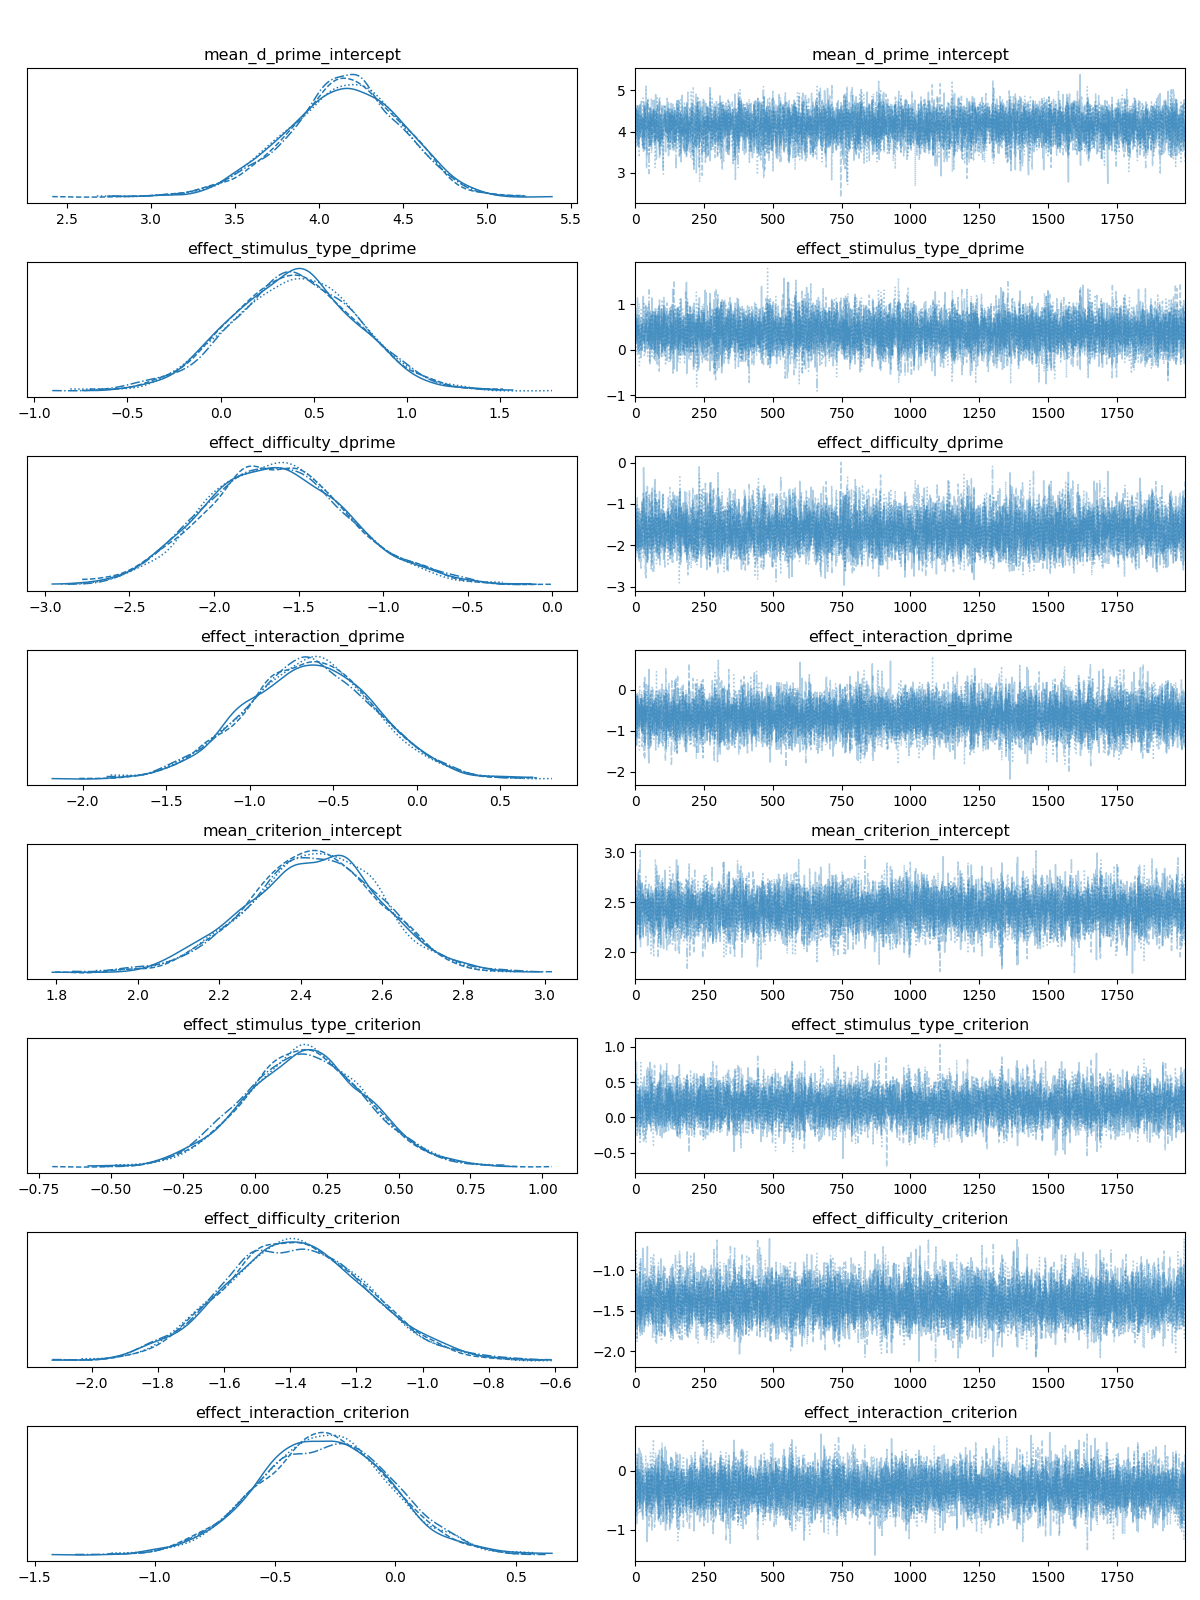 mean_d_prime_intercept mean_d_prime_intercept
5
4
3
2.5 3.0 3.5 4.0 4.5 5.0 5.5 0 250 500 750 1000 1250 1500 1750
effect_stimulus_type_dprime effect_stimulus_type_dprime
1
0
−1
−1.0 −0.5 0.0 0.5 1.0 1.5 0 250 500 750 1000 1250 1500 1750
effect_difficulty_dprime effect_difficulty_dprime
0
−1
−2
−3
−3.0 −2.5 −2.0 −1.5 −1.0 −0.5 0.0 0 250 500 750 1000 1250 1500 1750
effect_interaction_dprime effect_interaction_dprime
0
−1
−2
−2.0 −1.5 −1.0 −0.5 0.0 0.5 0 250 500 750 1000 1250 1500 1750
mean_criterion_intercept mean_criterion_intercept
3.0
2.5
2.0
1.8 2.0 2.2 2.4 2.6 2.8 3.0 0 250 500 750 1000 1250 1500 1750
effect_stimulus_type_criterion effect_stimulus_type_criterion
1.0
0.5
0.0
−0.5
−0.75 −0.50 −0.25 0.00 0.25 0.50 0.75 1.00 0 250 500 750 1000 1250 1500 1750
effect_difficulty_criterion effect_difficulty_criterion
−1.0
−1.5
−2.0
−2.0 −1.8 −1.6 −1.4 −1.2 −1.0 −0.8 −0.6 0 250 500 750 1000 1250 1500 1750
effect_interaction_criterion effect_interaction_criterion
0
−1
−1.5 −1.0 −0.5 0.0 0.5 0 250 500 750 1000 1250 1500 1750